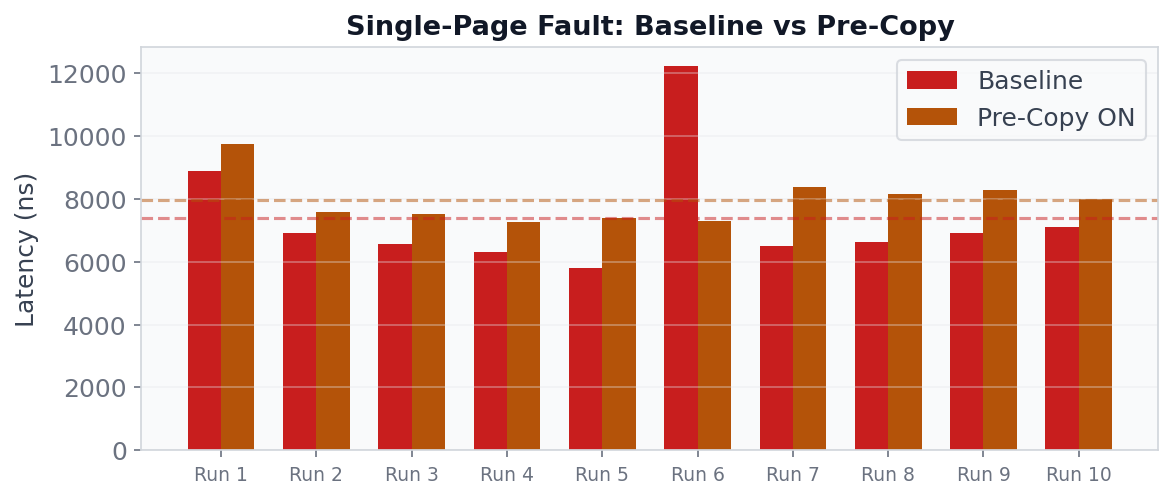 Single-Page Fault: Baseline vs Pre-Copy
Latency (ns)
12000
10000
8000
6000
4000
2000
0
Baseline
Pre-Copy ON
Run 1 Run 2 Run 3 Run 4 Run 5 Run 6 Run 7 Run 8 Run 9 Run 10